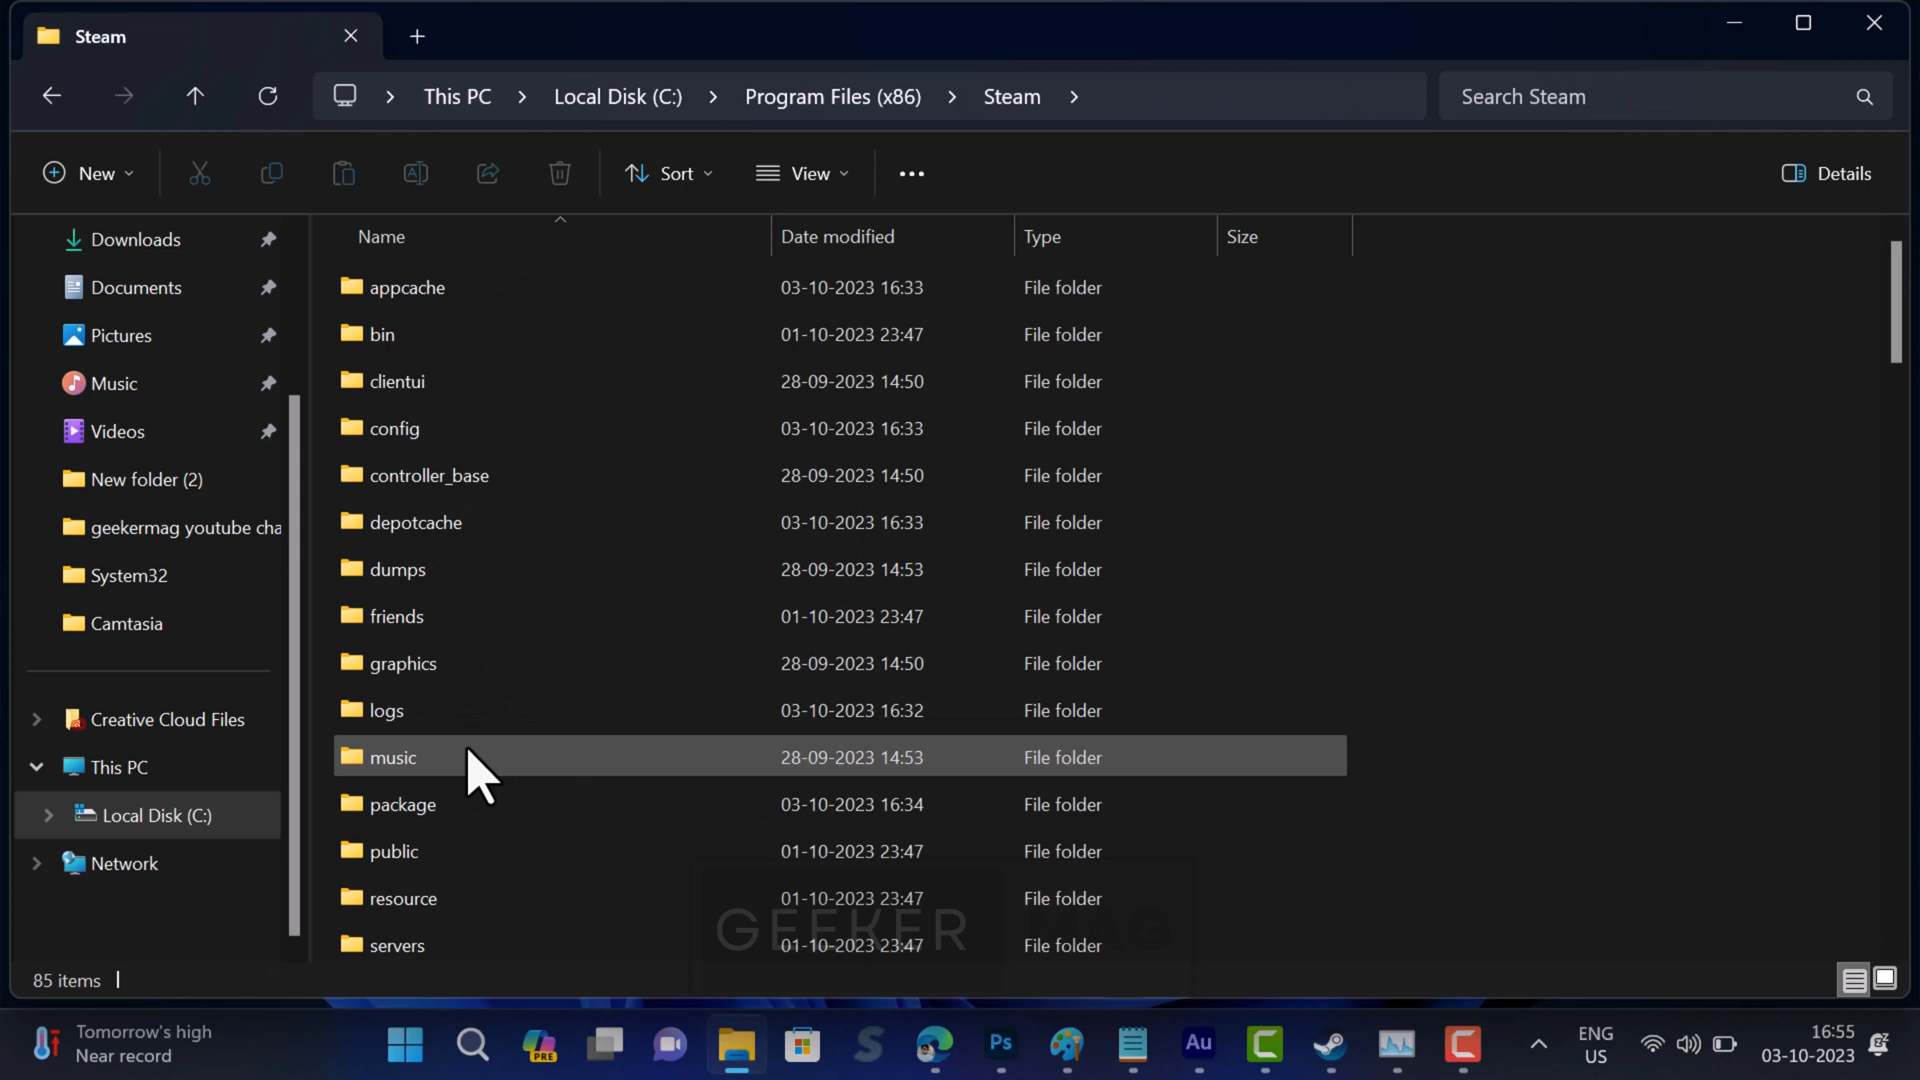 Steam
This PC
Local Disk (C:)
Program Files (x86)
Steam
Search Steam
New
Sort
View
Details
Downloads
Documents
Pictures
Music
Videos
New folder (2)
geekermag youtube cha
System32
Camtasia
Creative Cloud Files
This PC
Local Disk (C:)
Network
Name Date modified Type Size
appcache 03-10-2023 16:33 File folder
bin 01-10-2023 23:47 File folder
clientui 28-09-2023 14:50 File folder
config 03-10-2023 16:33 File folder
controller_base 28-09-2023 14:50 File folder
depotcache 03-10-2023 16:33 File folder
dumps 28-09-2023 14:53 File folder
friends 01-10-2023 23:47 File folder
graphics 28-09-2023 14:50 File folder
logs 03-10-2023 16:32 File folder
music 28-09-2023 14:53 File folder
package 03-10-2023 16:34 File folder
public 01-10-2023 23:47 File folder
resource 01-10-2023 23:47 File folder
servers 01-10-2023 23:47 File folder
GEEKER MAG
85 items
Tomorrow's high
Near record
PRE
S
Ps
Au
C
C
ENG
US
16:55
03-10-2023